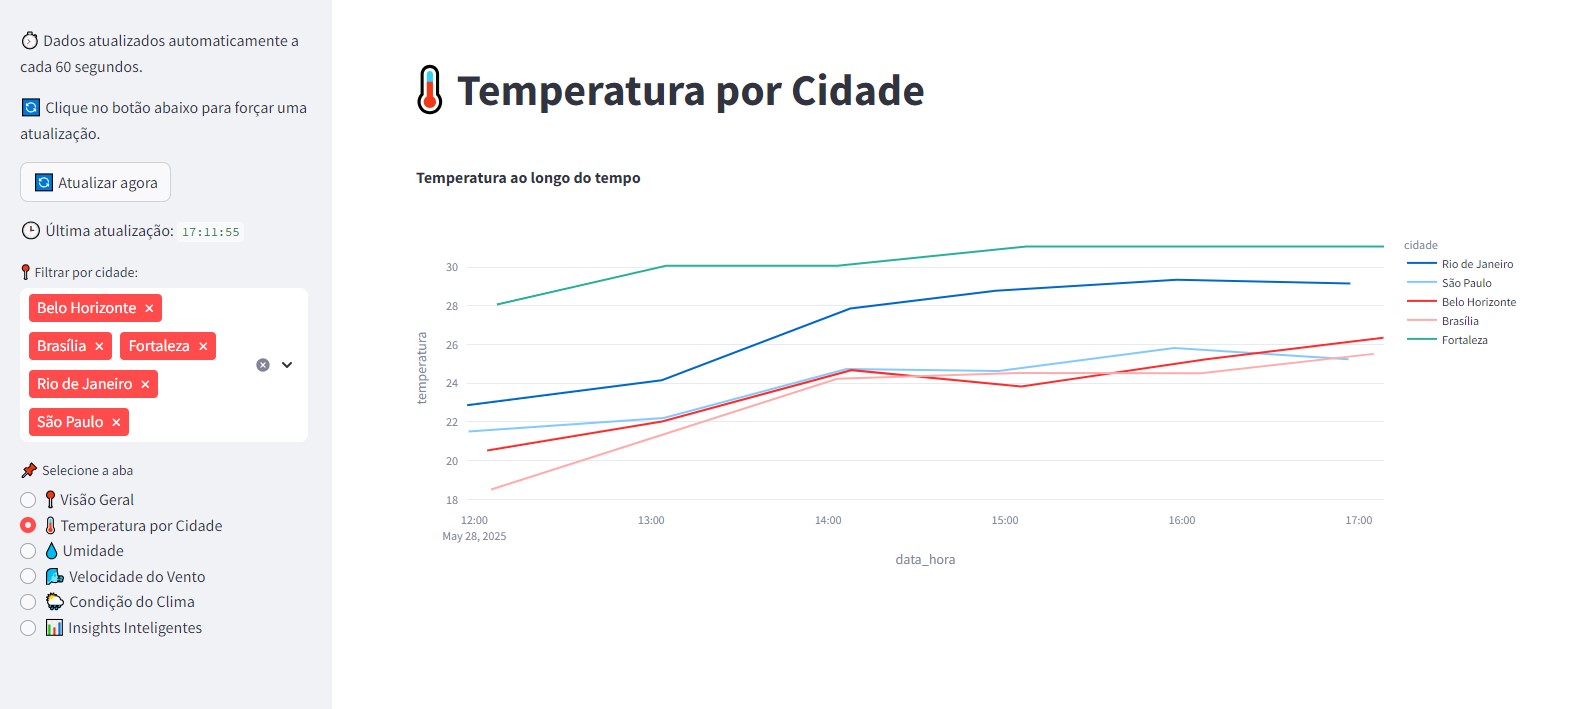 Dados atualizados automaticamente a
cada 60 segundos.
Clique no botão abaixo para forçar uma
atualização.
Atualizar agora
Última atualização: 17:11:55
Filtrar por cidade:
Belo Horizonte ×
Brasília × Fortaleza ×
Rio de Janeiro ×
São Paulo ×
Selecione a aba
Visão Geral
Temperatura por Cidade
Umidade
Velocidade do Vento
Condição do Clima
Insights Inteligentes
Temperatura por Cidade
Temperatura ao longo do tempo
temperatura
30
28
26
24
22
20
18
12:00 13:00 14:00 15:00 16:00 17:00
May 28, 2025
data_hora
cidade
Rio de Janeiro
São Paulo
Belo Horizonte
Brasília
Fortaleza